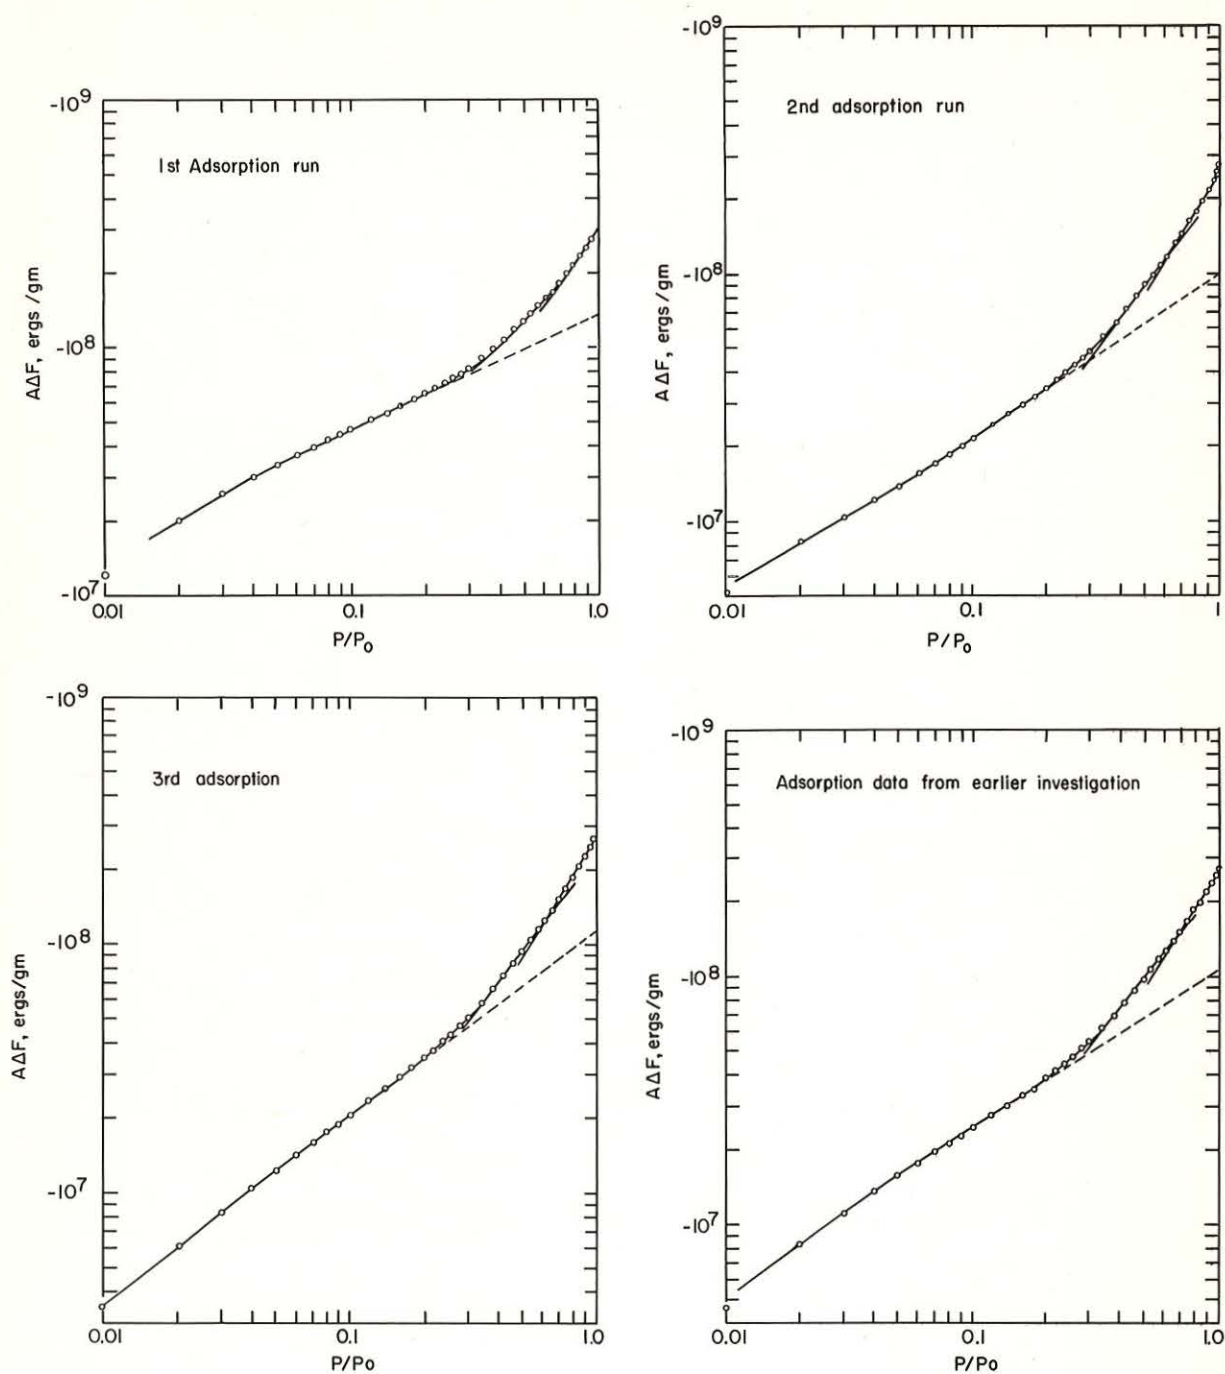 -10⁹
1st Adsorption run
-10⁸
AΔF, ergs/gm
-10⁷
0.01 0.1 1.0
P/P₀
-10⁹
2nd adsorption run
-10⁸
AΔF, ergs/gm
-10⁷
0.01 0.1 1
P/P₀
-10⁹
3rd adsorption
-10⁸
AΔF, ergs/gm
-10⁷
0.01 0.1 1.0
P/Po
-10⁹
Adsorption data from earlier investigation
-10⁸
AΔF, ergs/gm
-10⁷
0.01 0.1 1.0
P/Po